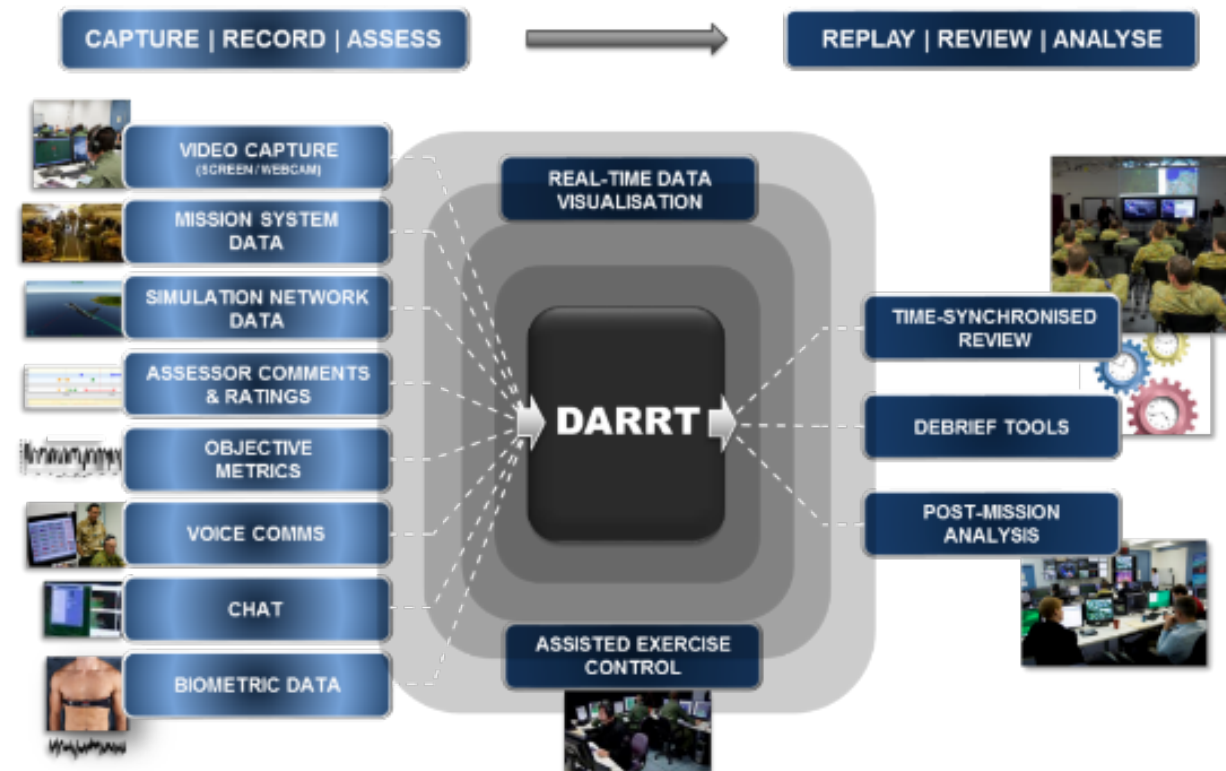 CAPTURE | RECORD | ASSESS
REPLAY | REVIEW | ANALYSE
VIDEO CAPTURE
(SCREEN / WEBCAM)
MISSION SYSTEM
DATA
SIMULATION NETWORK
DATA
ASSESSOR COMMENTS
& RATINGS
OBJECTIVE
METRICS
VOICE COMMS
CHAT
BIOMETRIC DATA
REAL-TIME DATA
VISUALISATION
DARRT
ASSISTED EXERCISE
CONTROL
TIME-SYNCHRONISED
REVIEW
DEBRIEF TOOLS
POST-MISSION
ANALYSIS